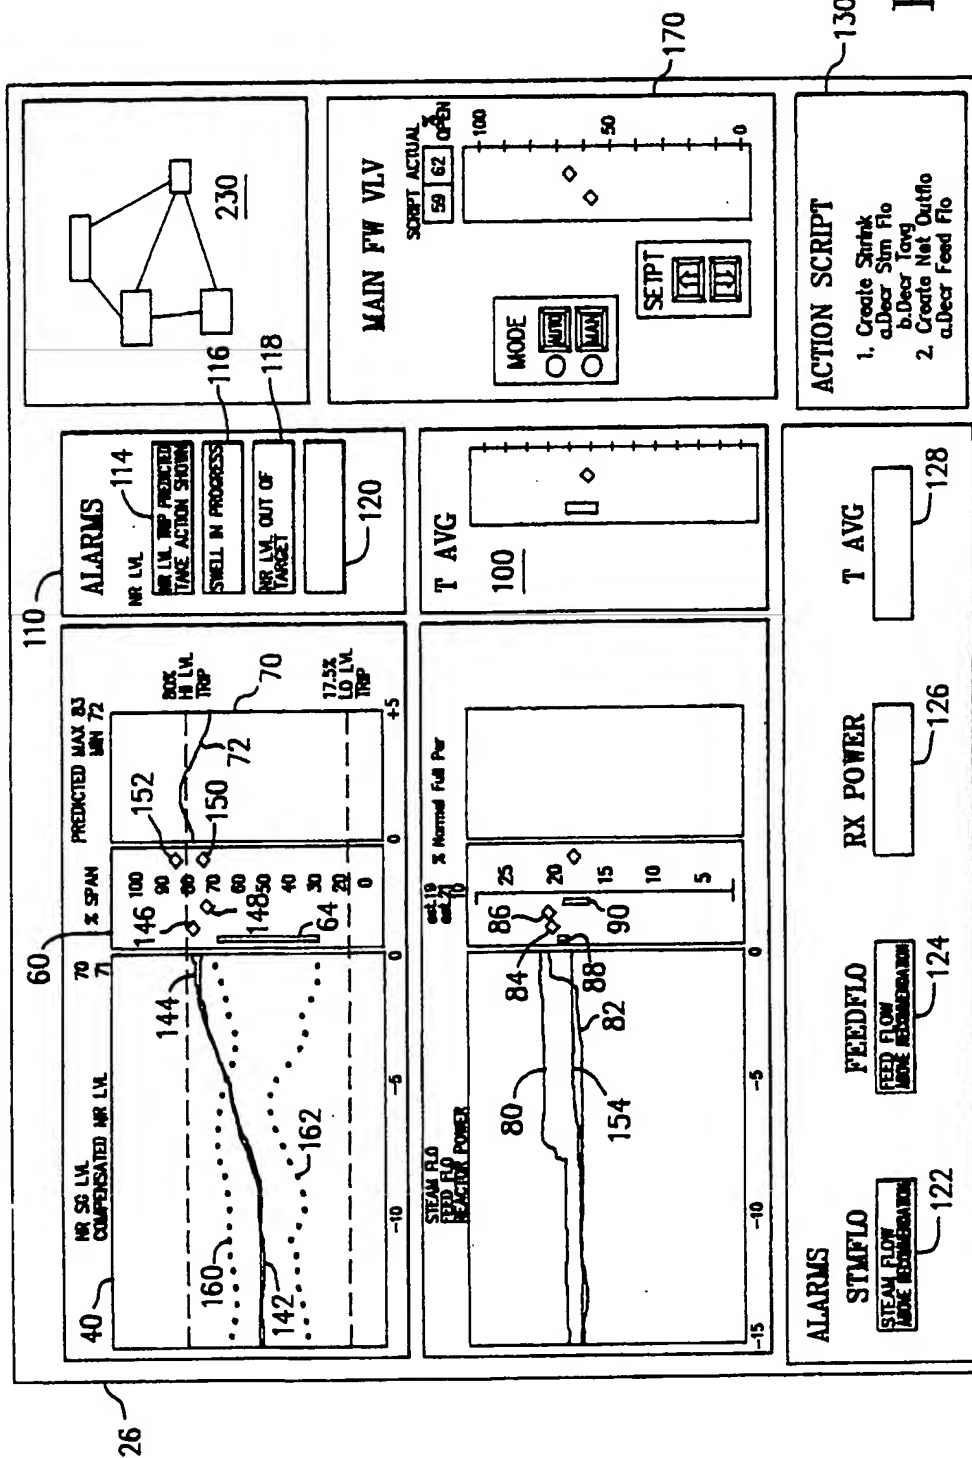 26
40
NR SG LVL 70
COMPENSATED NR LVL 71
60
% SPAN
PREDICTED MAX 83
MIN 72
144
146
152
150
148
64
160
142
162
100
90
80
70
60
50
40
30
20
0
72
70
80%
HI LVL
TRIP
17.5%
LO LVL
TRIP
-10
-5
0
0
+5
110
ALARMS
NR LVL
114
NR LVL TRIP PREDICTED
TAKE ACTION SHOWN
SWELL IN PROGRESS
116
NR LVL OUT OF
TARGET
118
120
230
STEAM FLO
FEED FLO
REACTOR POWER
est.19
est.21
10
% Normal Full Pwr
80
82
154
84
86
88
90
25
20
15
10
5
-15
-10
-5
0
T AVG
100
MAIN FW VLV
SCRIPT ACTUAL
59 62
% OPEN
100
50
0
MODE
AUTO
MAN
SETPT
170
ALARMS
STMFLO
STEAM FLOW
ABOVE RECOMMENDATION
122
FEEDFLO
FEED FLOW
ABOVE RECOMMENDATION
124
RX POWER
126
T AVG
128
ACTION SCRIPT
1. Create Shrink
a.Decr Stm Flo
b.Decr Tavg
2. Create Net Outflo
a.Decr Feed Flo
130